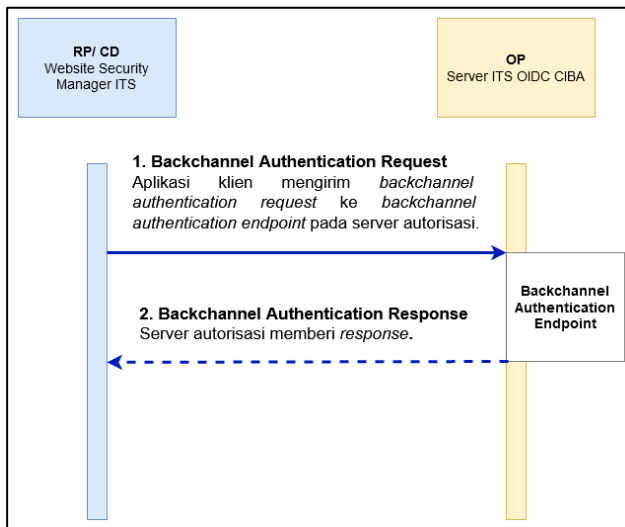 RP/ CD
Website Security
Manager ITS
OP
Server ITS OIDC CIBA
1. Backchannel Authentication Request
Aplikasi klien mengirim backchannel
authentication request ke backchannel
authentication endpoint pada server autorisasi.
Backchannel
Authentication
Endpoint
2. Backchannel Authentication Response
Server autorisasi memberi response.